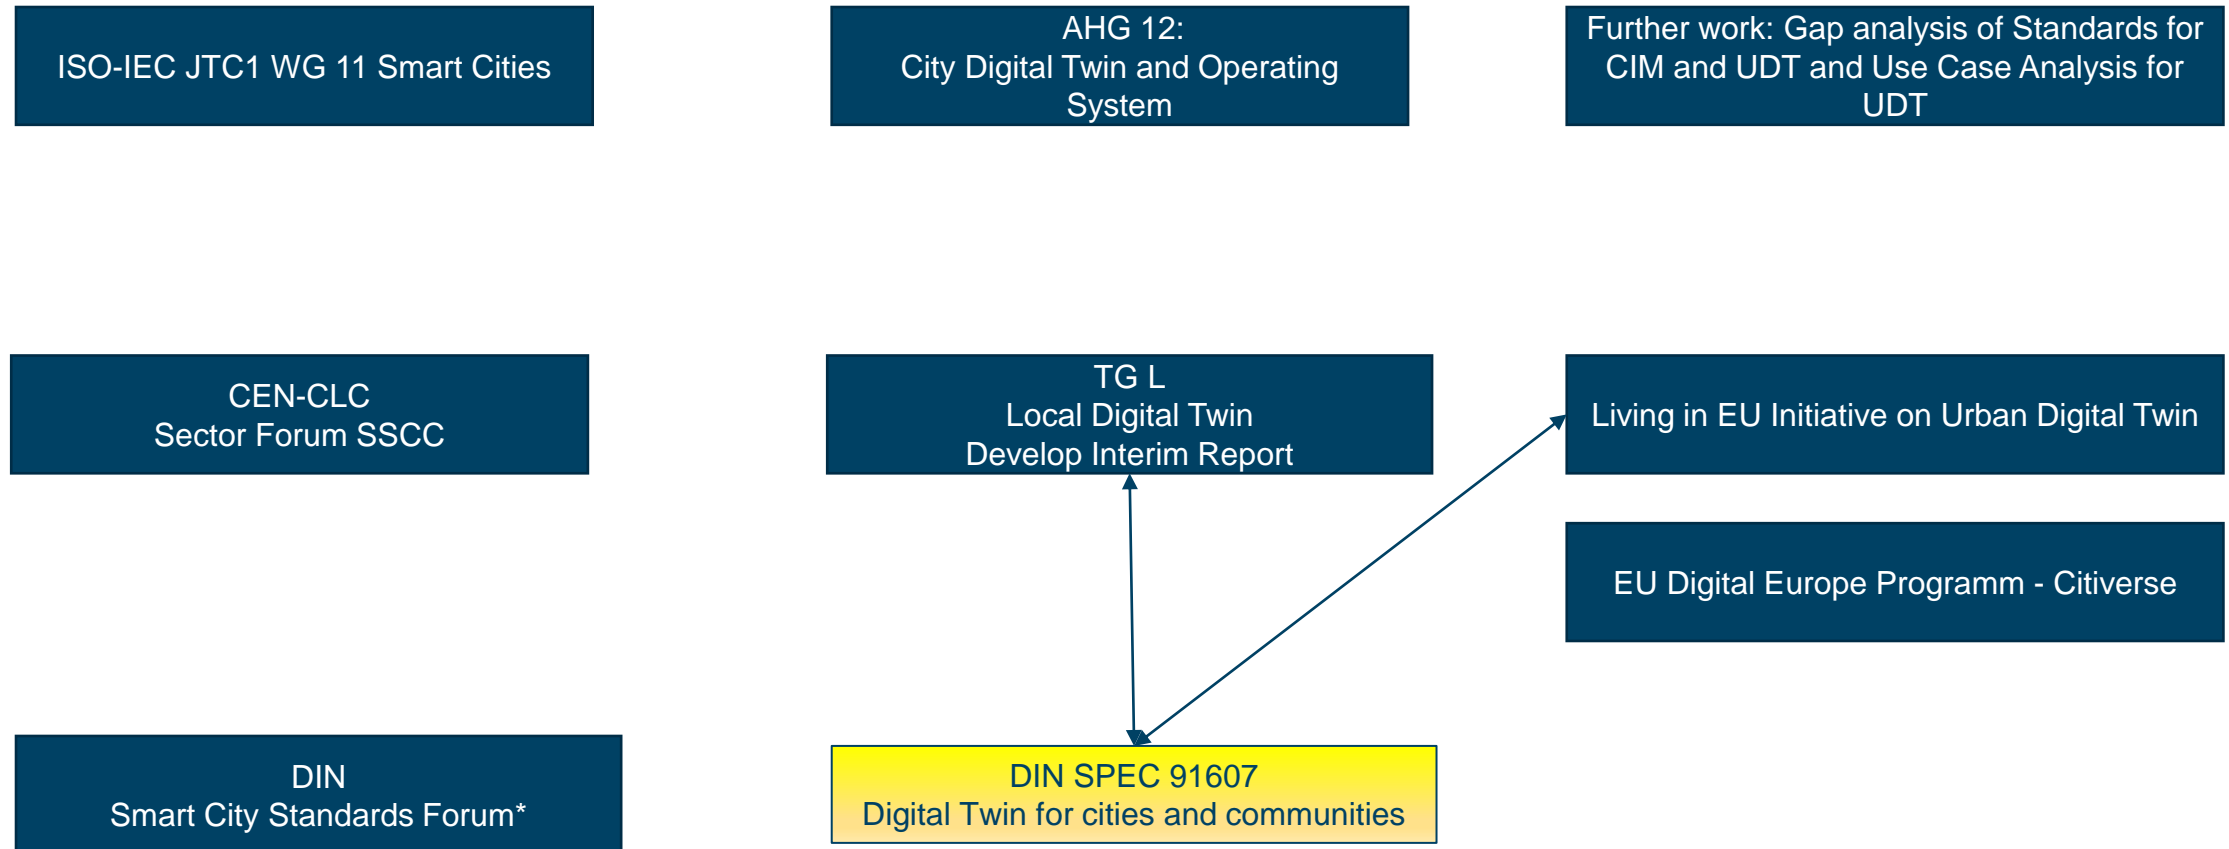 ISO-IEC JTC1 WG 11 Smart Cities
AHG 12:
City Digital Twin and Operating
System
Further work: Gap analysis of Standards for
CIM and UDT and Use Case Analysis for
UDT
CEN-CLC
Sector Forum SSCC
TG L
Local Digital Twin
Develop Interim Report
Living in EU Initiative on Urban Digital Twin
EU Digital Europe Programm - Citiverse
DIN
Smart City Standards Forum*
DIN SPEC 91607
Digital Twin for cities and communities